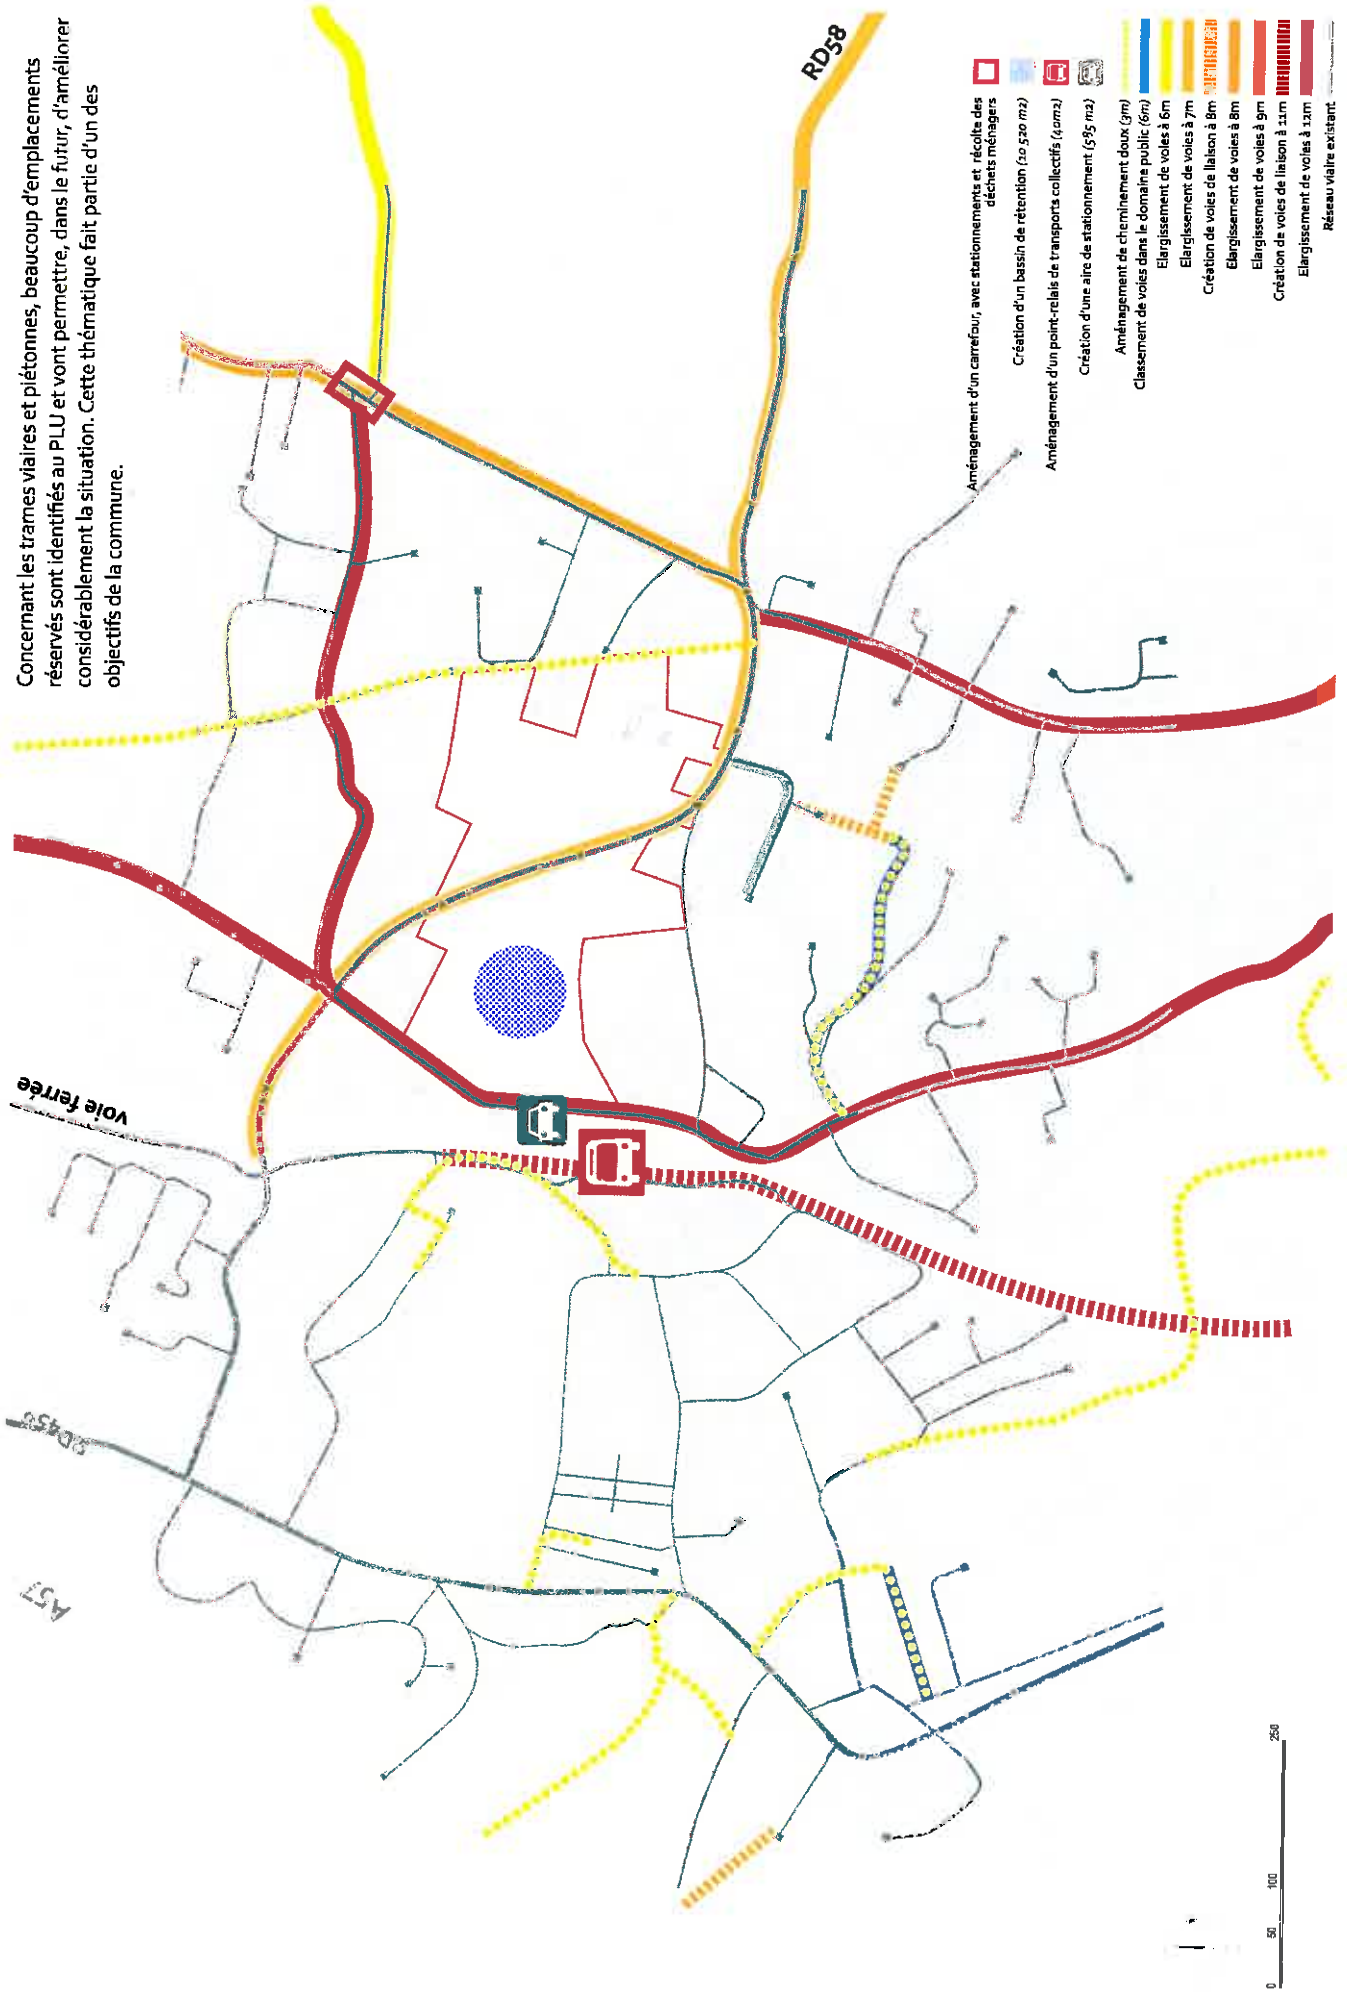 Concernant les trames viaires et piétonnes, beaucoup d'emplacements
réservés sont identifiés au PLU et vont permettre, dans le futur, d'améliorer
considérablement la situation. Cette thématique fait partie d'un des
objectifs de la commune.
RD58
voie ferrée
A57
Aménagement d'un carrefour, avec stationnements et récolte des
déchets ménagers
Création d'un bassin de rétention (10 520 m2)
Aménagement d'un point-relais de transports collectifs (40m2)
Création d'une aire de stationnement (585 m2)
Aménagement de cheminement doux (3m)
Classement de voies dans le domaine public (6m)
Elargissement de voies à 6m
Elargissement de voies à 7m
Création de voies de liaison à 8m
Elargissement de voies à 8m
Elargissement de voies à 9m
Création de voies de liaison à 11m
Elargissement de voies à 12m
Réseau viaire existant
0 50 100 250